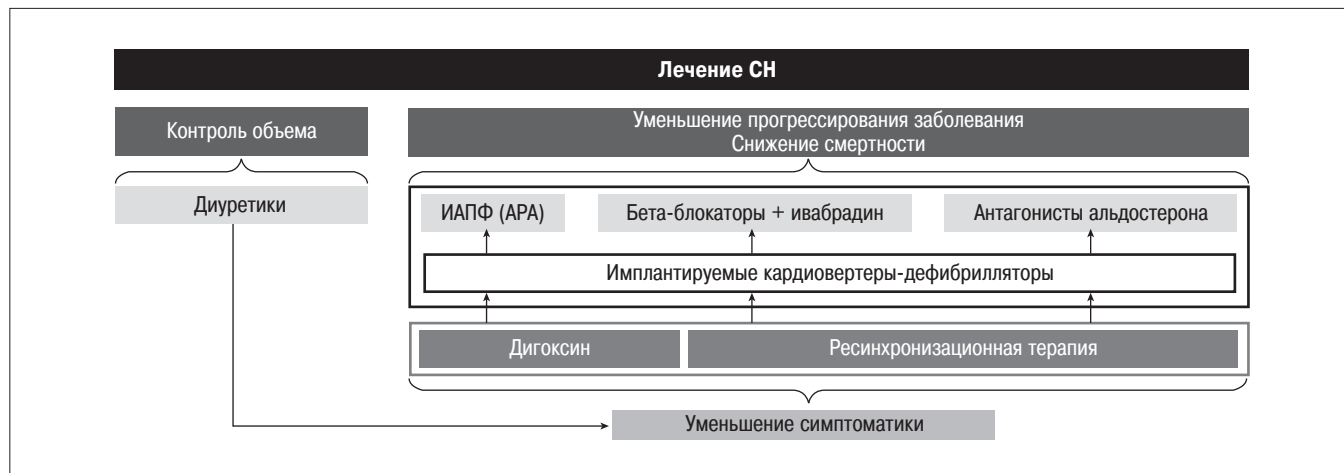 Лечение СН
Контроль объема
Уменьшение прогрессирования заболевания
Снижение смертности
Диуретики
ИАПФ (АРА)
Бета-блокаторы + ивабрадин
Антагонисты альдостерона
Имплантируемые кардиовертеры-дефибрилляторы
Дигоксин
Ресинхронизационная терапия
Уменьшение симптоматики